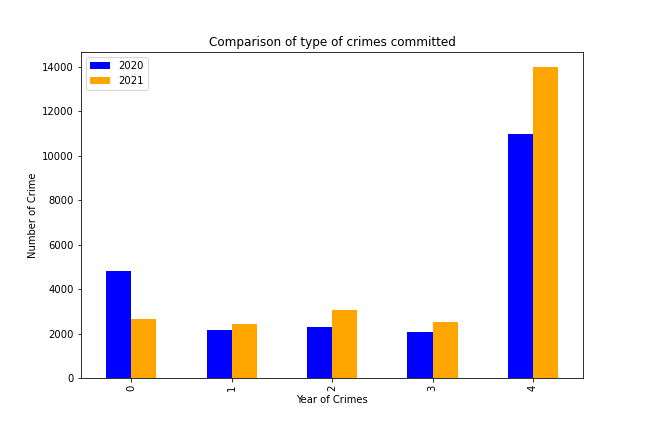 Comparison of type of crimes committed
2020
2021
14000
12000
10000
8000
6000
4000
2000
0
Number of Crime
0 1 2 3 4
Year of Crimes